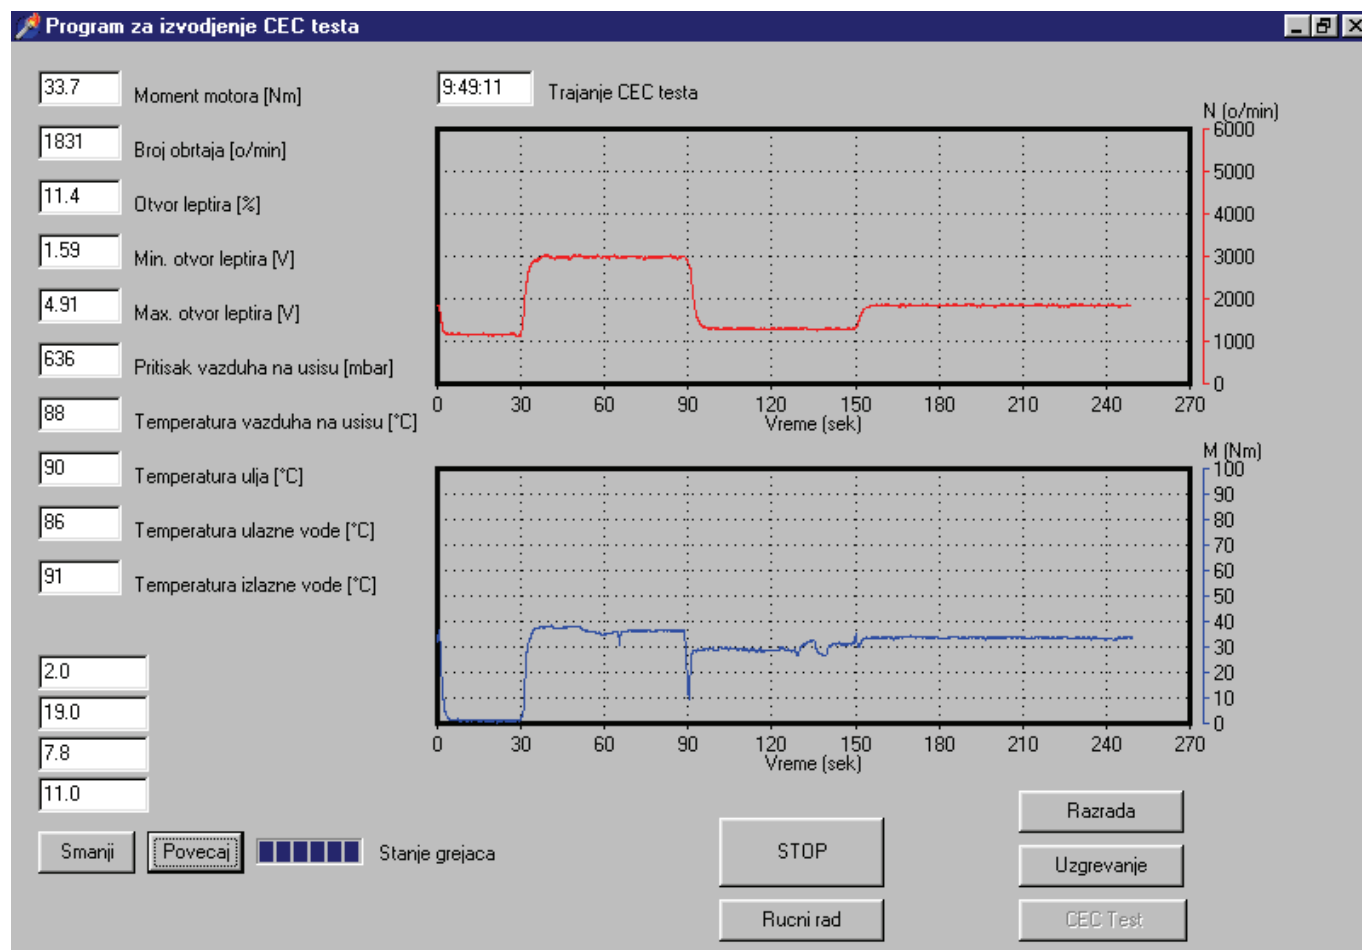 Program za izvodjenje CEC testa
33.7 Moment motora [Nm]
1831 Broj obrtaja [o/min]
11.4 Otvor leptira [%]
1.59 Min. otvor leptira [V]
4.91 Max. otvor leptira [V]
636 Pritisak vazduha na usisu [mbar]
88 Temperatura vazduha na usisu [°C]
90 Temperatura ulja [°C]
86 Temperatura ulazne vode [°C]
91 Temperatura izlazne vode [°C]
2.0
19.0
7.8
11.0
Smanji Povecaj Stanje grejaca
9:49:11 Trajanje CEC testa
N (o/min)
6000
5000
4000
3000
2000
1000
0
0 30 60 90 120 150 180 210 240 270
Vreme (sek)
M (Nm)
100
90
80
70
60
50
40
30
20
10
0
0 30 60 90 120 150 180 210 240 270
Vreme (sek)
STOP
Rucni rad
Razrada
Uzgrevanje
CEC Test